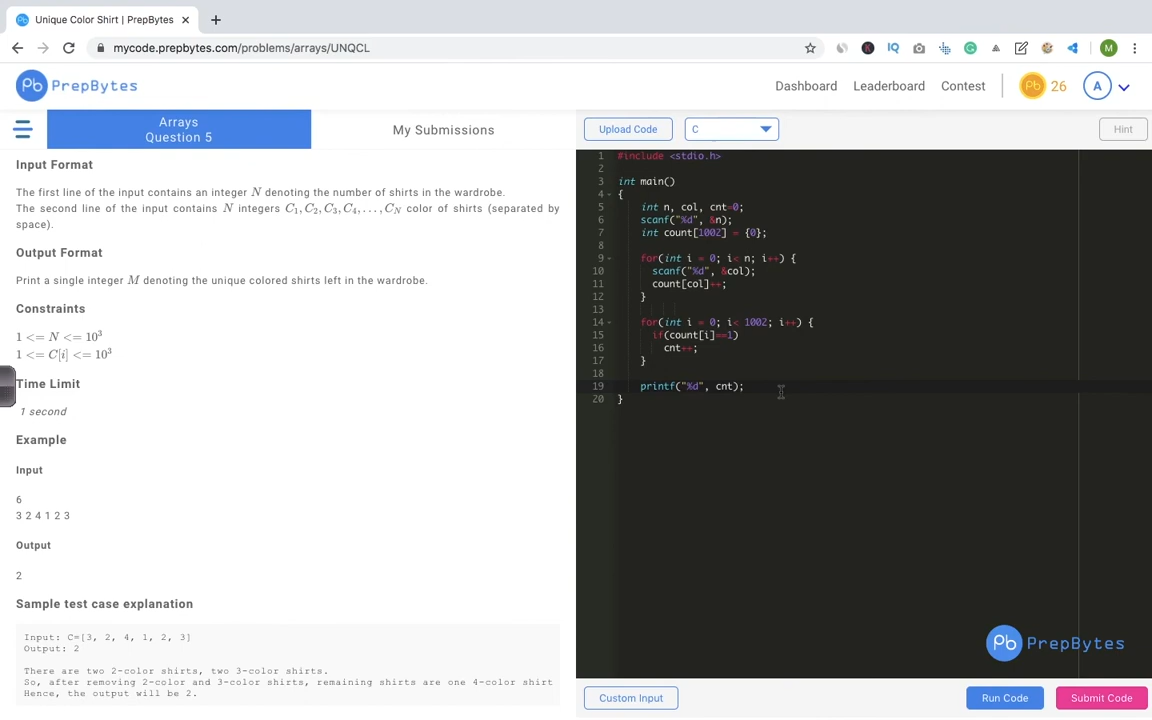 Unique Color Shirt | PrepBytes
mycode.prepbytes.com/problems/arrays/UNQCL
IQ
M
Pb PrepBytes
Dashboard
Leaderboard
Contest
Pb 26
A
Arrays
Question 5
My Submissions
Upload Code
C
Hint
Input Format
The first line of the input contains an integer N denoting the number of shirts in the wardrobe.
The second line of the input contains N integers C1, C2, C3, C4, . . . , CN color of shirts (separated by
space).
Output Format
Print a single integer M denoting the unique colored shirts left in the wardrobe.
Constraints
1 <= N <= 10^3
1 <= C[i] <= 10^3
Time Limit
1 second
Example
Input
6
3 2 4 1 2 3
Output
2
Sample test case explanation
Input: C=[3, 2, 4, 1, 2, 3]
Output: 2
There are two 2-color shirts, two 3-color shirts.
So, after removing 2-color and 3-color shirts, remaining shirts are one 4-color shirt
Hence, the output will be 2.
1 #include <stdio.h>
2
3 int main()
4 {
5 int n, col, cnt=0;
6 scanf("%d", &n);
7 int count[1002] = {0};
8
9 for(int i = 0; i< n; i++) {
10 scanf("%d", &col);
11 count[col]++;
12 }
13
14 for(int i = 0; i< 1002; i++) {
15 if(count[i]==1)
16 cnt++;
17 }
18
19 printf("%d", cnt);
20 }
Pb PrepBytes
Custom Input
Run Code
Submit Code